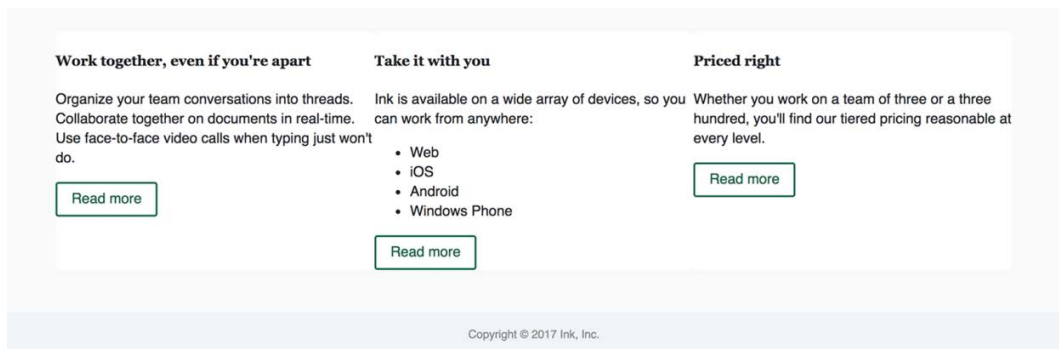 Work together, even if you're apart
Organize your team conversations into threads.
Collaborate together on documents in real-time.
Use face-to-face video calls when typing just won't
do.
Read more
Take it with you
Ink is available on a wide array of devices, so you
can work from anywhere:
• Web
• iOS
• Android
• Windows Phone
Read more
Priced right
Whether you work on a team of three or a three
hundred, you'll find our tiered pricing reasonable at
every level.
Read more
Copyright © 2017 Ink, Inc.